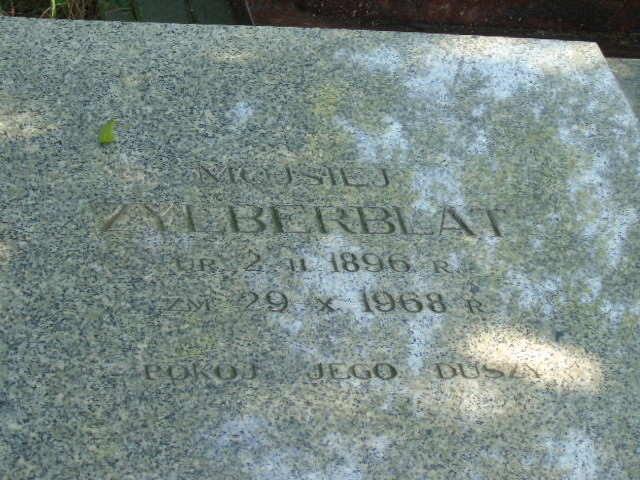 MOJSIEJ
ZYLBERBLAT
UR. 2 II 1896 R.
ZM. 29 X 1968 R.
POKÓJ JEGO DUSZY